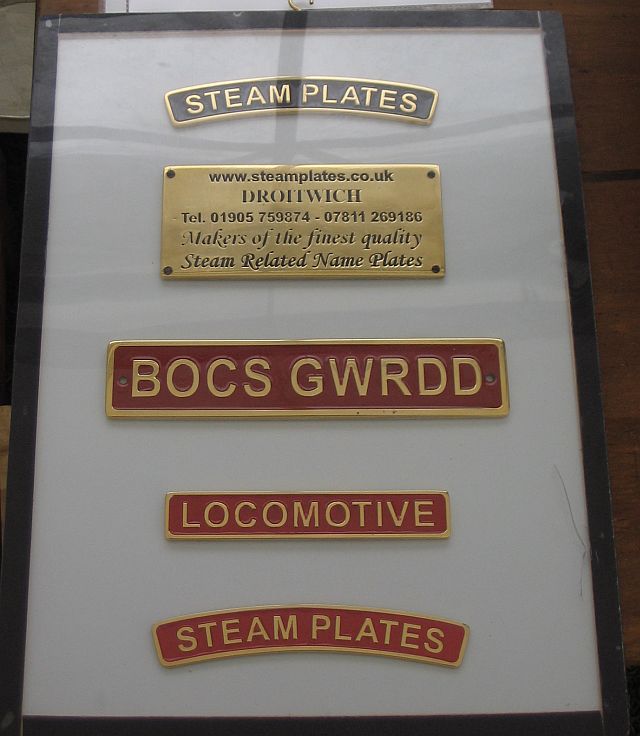 STEAM PLATES
www.steamplates.co.uk
DROITWICH
Tel. 01905 759874 - 07811 269186
Makers of the finest quality
Steam Related Name Plates
BOCS GWRDD
LOCOMOTIVE
STEAM PLATES